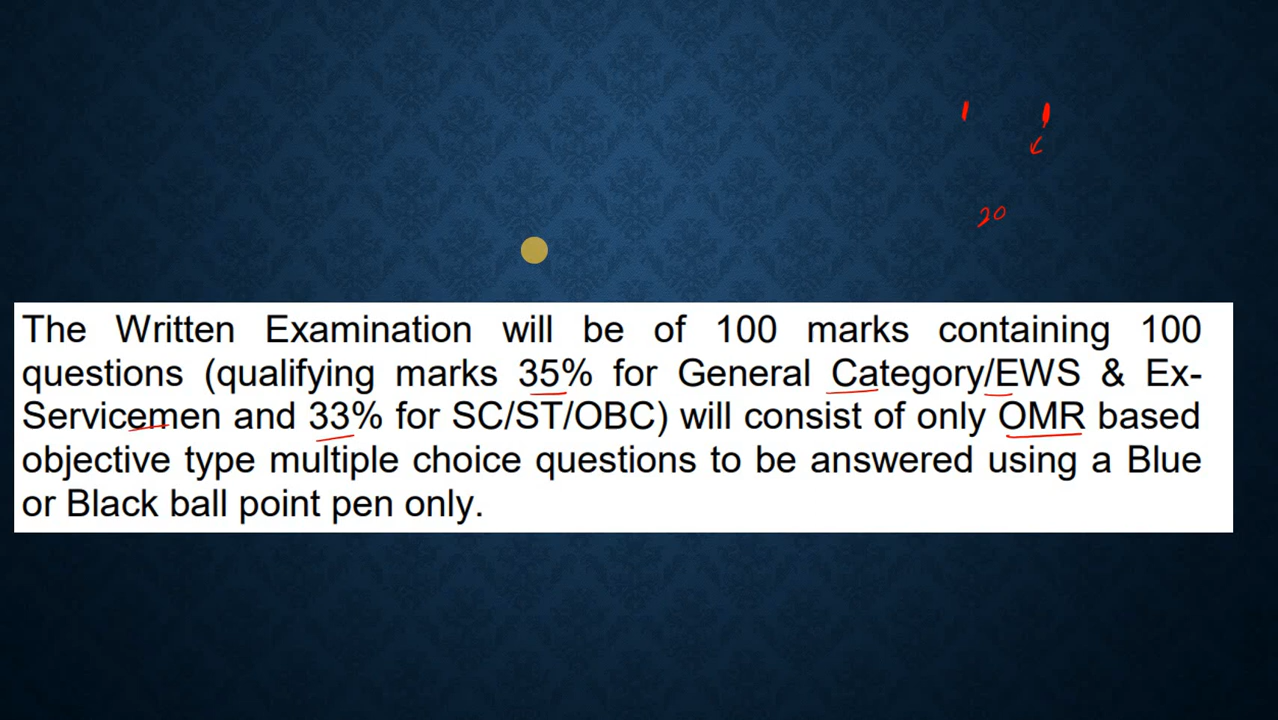 20
The Written Examination will be of 100 marks containing 100
questions (qualifying marks 35% for General Category/EWS & Ex-
Servicemen and 33% for SC/ST/OBC) will consist of only OMR based
objective type multiple choice questions to be answered using a Blue
or Black ball point pen only.